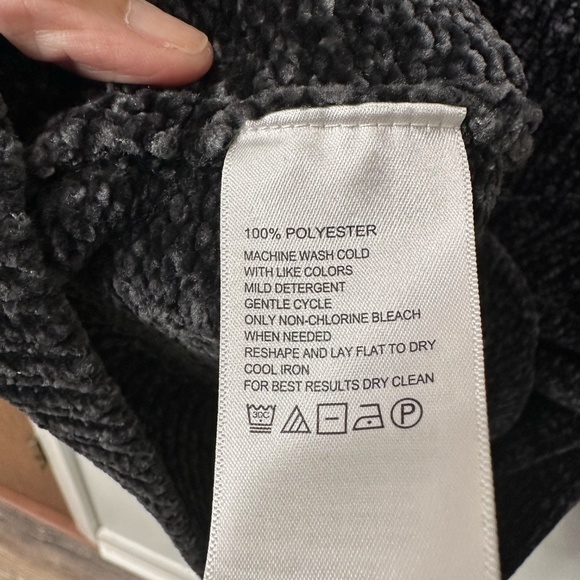 100% POLYESTER
MACHINE WASH COLD
WITH LIKE COLORS
MILD DETERGENT
GENTLE CYCLE
ONLY NON-CHLORINE BLEACH
WHEN NEEDED
RESHAPE AND LAY FLAT TO DRY
COOL IRON
FOR BEST RESULTS DRY CLEAN
30C P